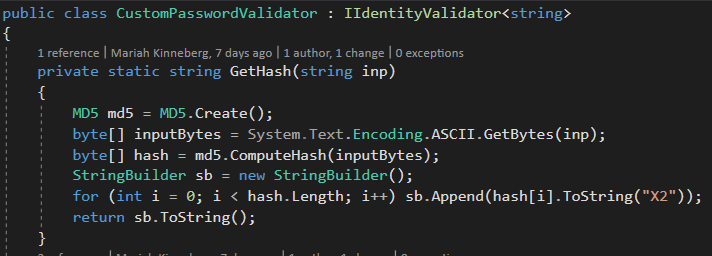 public class CustomPasswordValidator : IIdentityValidator<string>
{
1 reference | Mariah Kinneberg, 7 days ago | 1 author, 1 change | 0 exceptions
private static string GetHash(string inp)
{
MD5 md5 = MD5.Create();
byte[] inputBytes = System.Text.Encoding.ASCII.GetBytes(inp);
byte[] hash = md5.ComputeHash(inputBytes);
StringBuilder sb = new StringBuilder();
for (int i = 0; i < hash.Length; i++) sb.Append(hash[i].ToString("X2"));
return sb.ToString();
}